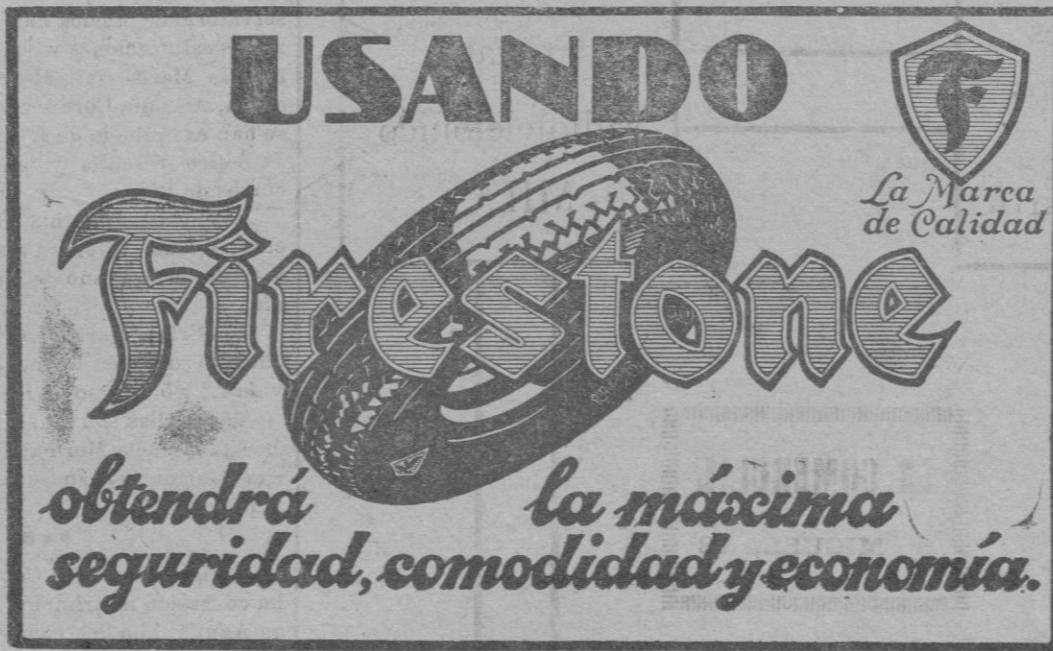 USANDO
F
La Marca
de Calidad
Firestone
obtendrá la máxima
seguridad, comodidad y economía.